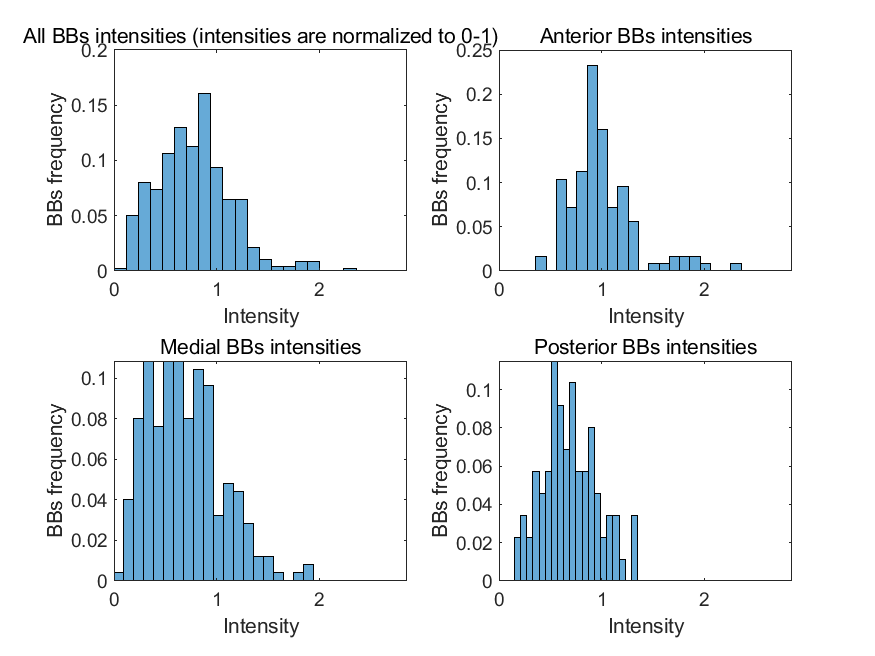 All BBs intensities (intensities are normalized to 0-1)
0.2
0.15
0.1
0.05
0
BBs frequency
0 1 2
Intensity
Anterior BBs intensities
0.25
0.2
0.15
0.1
0.05
0
BBs frequency
0 1 2
Intensity
Medial BBs intensities
0.1
0.08
0.06
0.04
0.02
0
BBs frequency
0 1 2
Intensity
Posterior BBs intensities
0.1
0.08
0.06
0.04
0.02
0
BBs frequency
0 1 2
Intensity